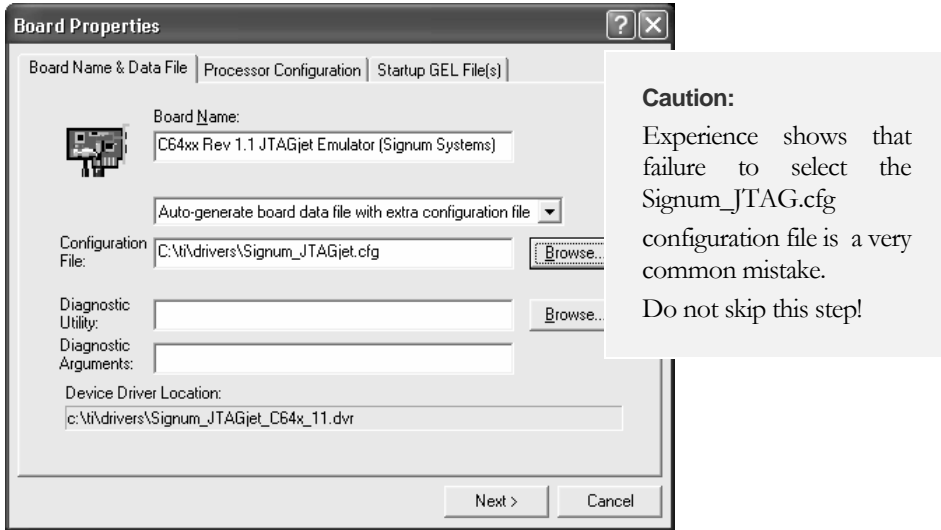 Board Properties
Board Name & Data File
Processor Configuration
Startup GEL File(s)
Board Name:
C64xx Rev 1.1 JTAGjet Emulator (Signum Systems)
Auto-generate board data file with extra configuration file
Configuration
File:
C:\ti\drivers\Signum_JTAGjet.cfg
Browse...
Diagnostic
Utility:
Browse...
Diagnostic
Arguments:
Device Driver Location:
c:\ti\drivers\Signum_JTAGjet_C64x_11.dvr
Next >
Cancel
Caution:
Experience shows that
failure to select the
Signum_JTAG.cfg
configuration file is a very
common mistake.
Do not skip this step!